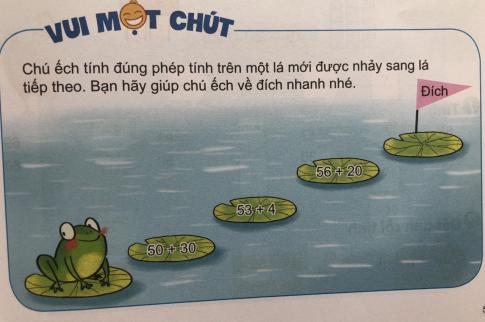 VUI MỘT CHÚT
Chú ếch tính đúng phép tính trên một lá mới được nhảy sang lá
tiếp theo. Bạn hãy giúp chú ếch về đích nhanh nhé.
Đích
56 + 20
53 + 4
50 + 30